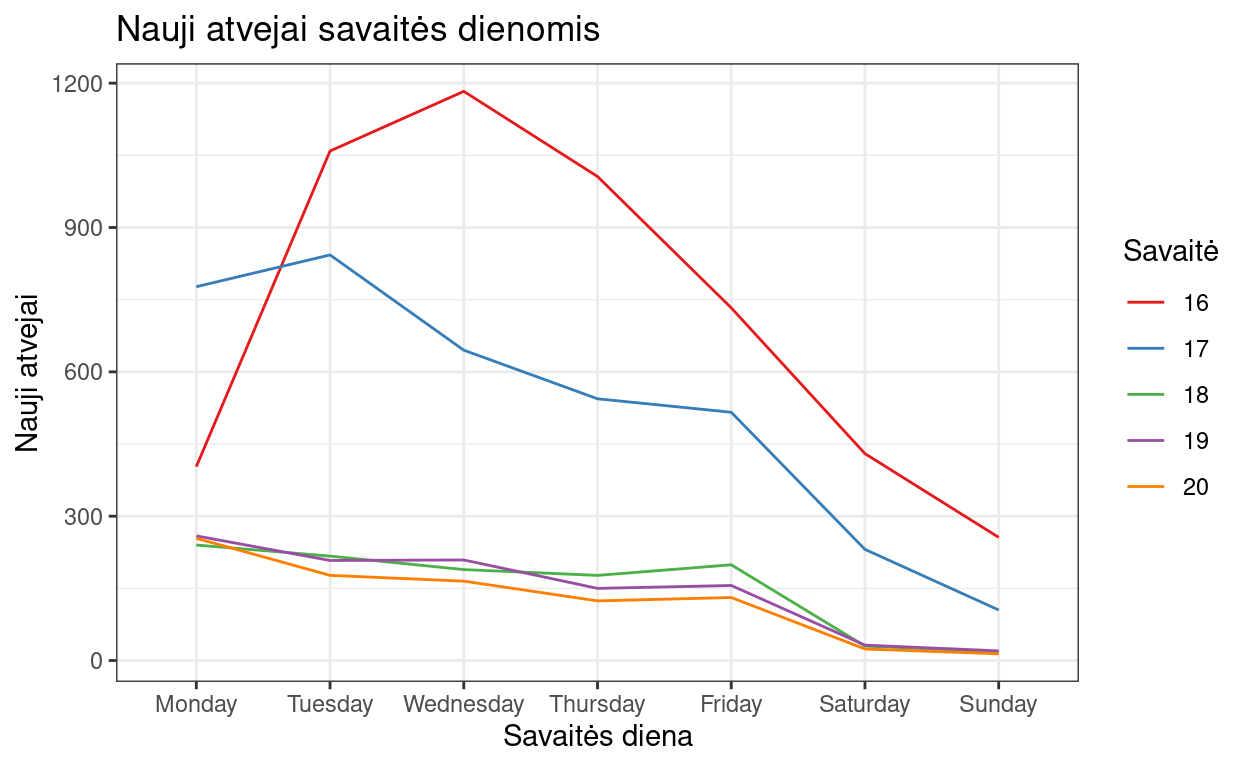 Nauji atvejai savaitės dienomis
Nauji atvejai
1200
900
600
300
0
Monday Tuesday Wednesday Thursday Friday Saturday Sunday
Savaitės diena
Savaitė
16
17
18
19
20